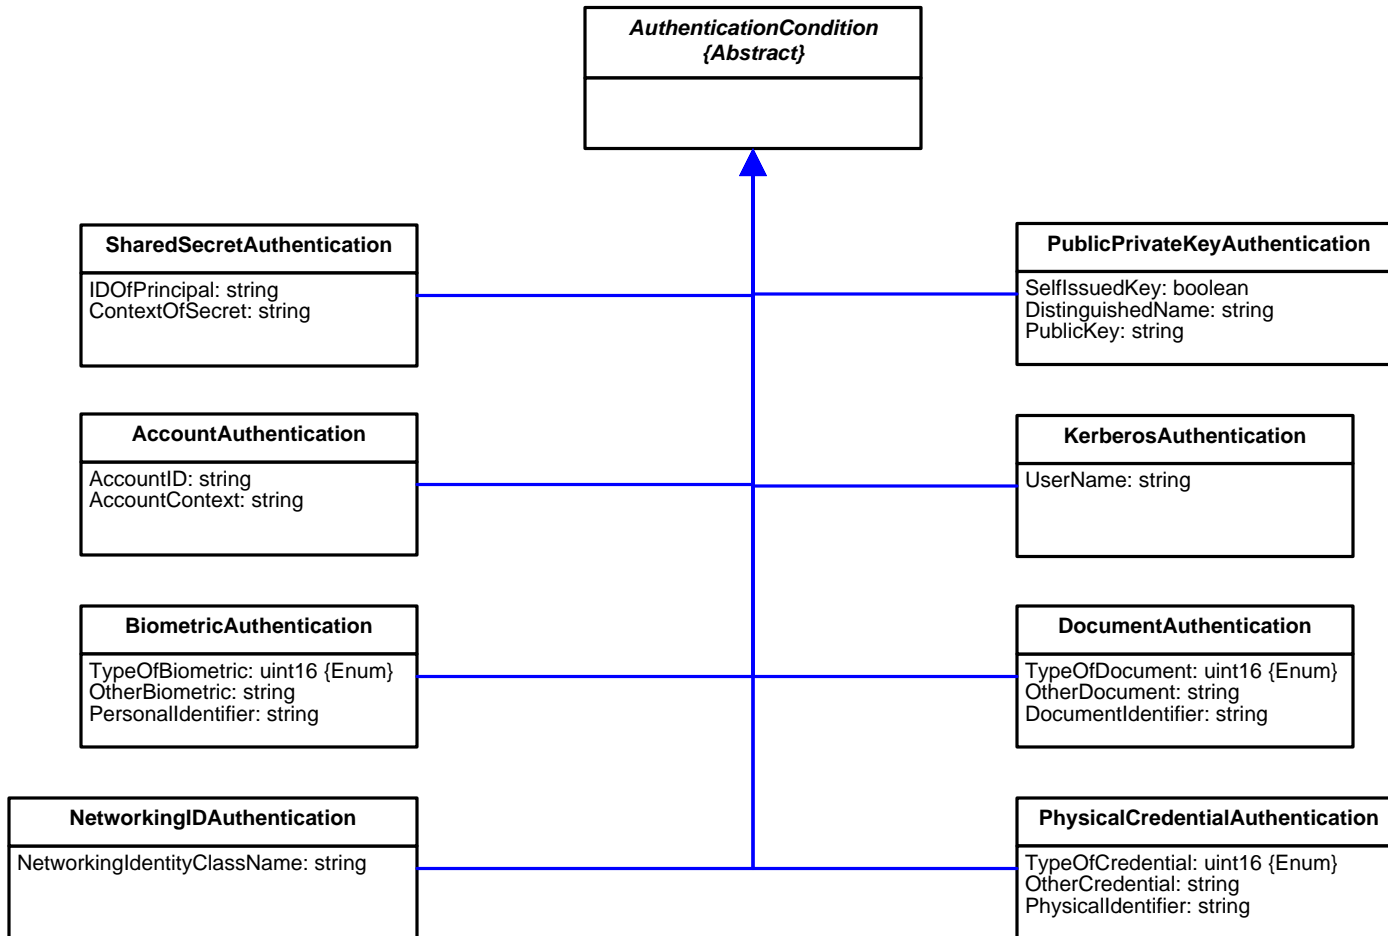 AuthenticationCondition
{Abstract}
SharedSecretAuthentication
IDOfPrincipal: string
ContextOfSecret: string
PublicPrivateKeyAuthentication
SelfIssuedKey: boolean
DistinguishedName: string
PublicKey: string
AccountAuthentication
AccountID: string
AccountContext: string
KerberosAuthentication
UserName: string
BiometricAuthentication
TypeOfBiometric: uint16 {Enum}
OtherBiometric: string
PersonalIdentifier: string
DocumentAuthentication
TypeOfDocument: uint16 {Enum}
OtherDocument: string
DocumentIdentifier: string
NetworkingIDAuthentication
NetworkingIdentityClassName: string
PhysicalCredentialAuthentication
TypeOfCredential: uint16 {Enum}
OtherCredential: string
PhysicalIdentifier: string